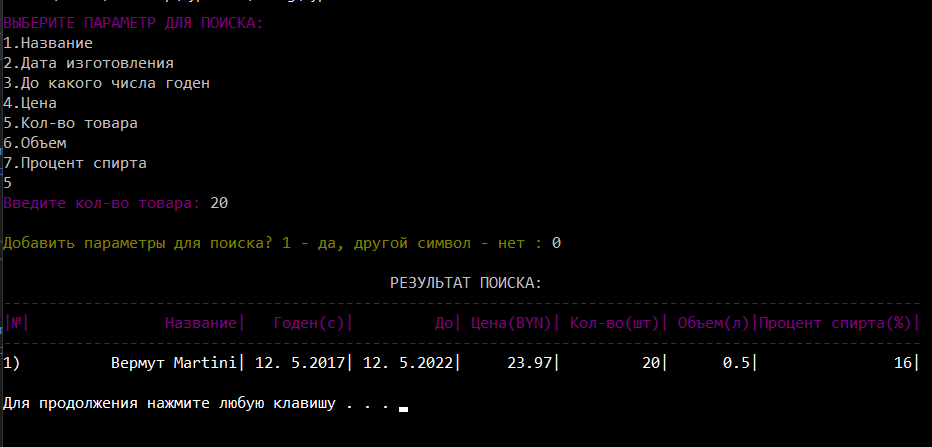 ВЫБЕРИТЕ ПАРАМЕТР ДЛЯ ПОИСКА:
1.Название
2.Дата изготовления
3.До какого числа годен
4.Цена
5.Кол-во товара
6.Объем
7.Процент спирта
5
Введите кол-во товара: 20
Добавить параметры для поиска? 1 - да, другой символ - нет : 0
РЕЗУЛЬТАТ ПОИСКА:
|№| Название| Годен(с)| До| Цена(BYN)| Кол-во(шт)| Объем(л)|Процент спирта(%)|
1) Вермут Martini| 12. 5.2017| 12. 5.2022| 23.97| 20| 0.5| 16|
Для продолжения нажмите любую клавишу . . .